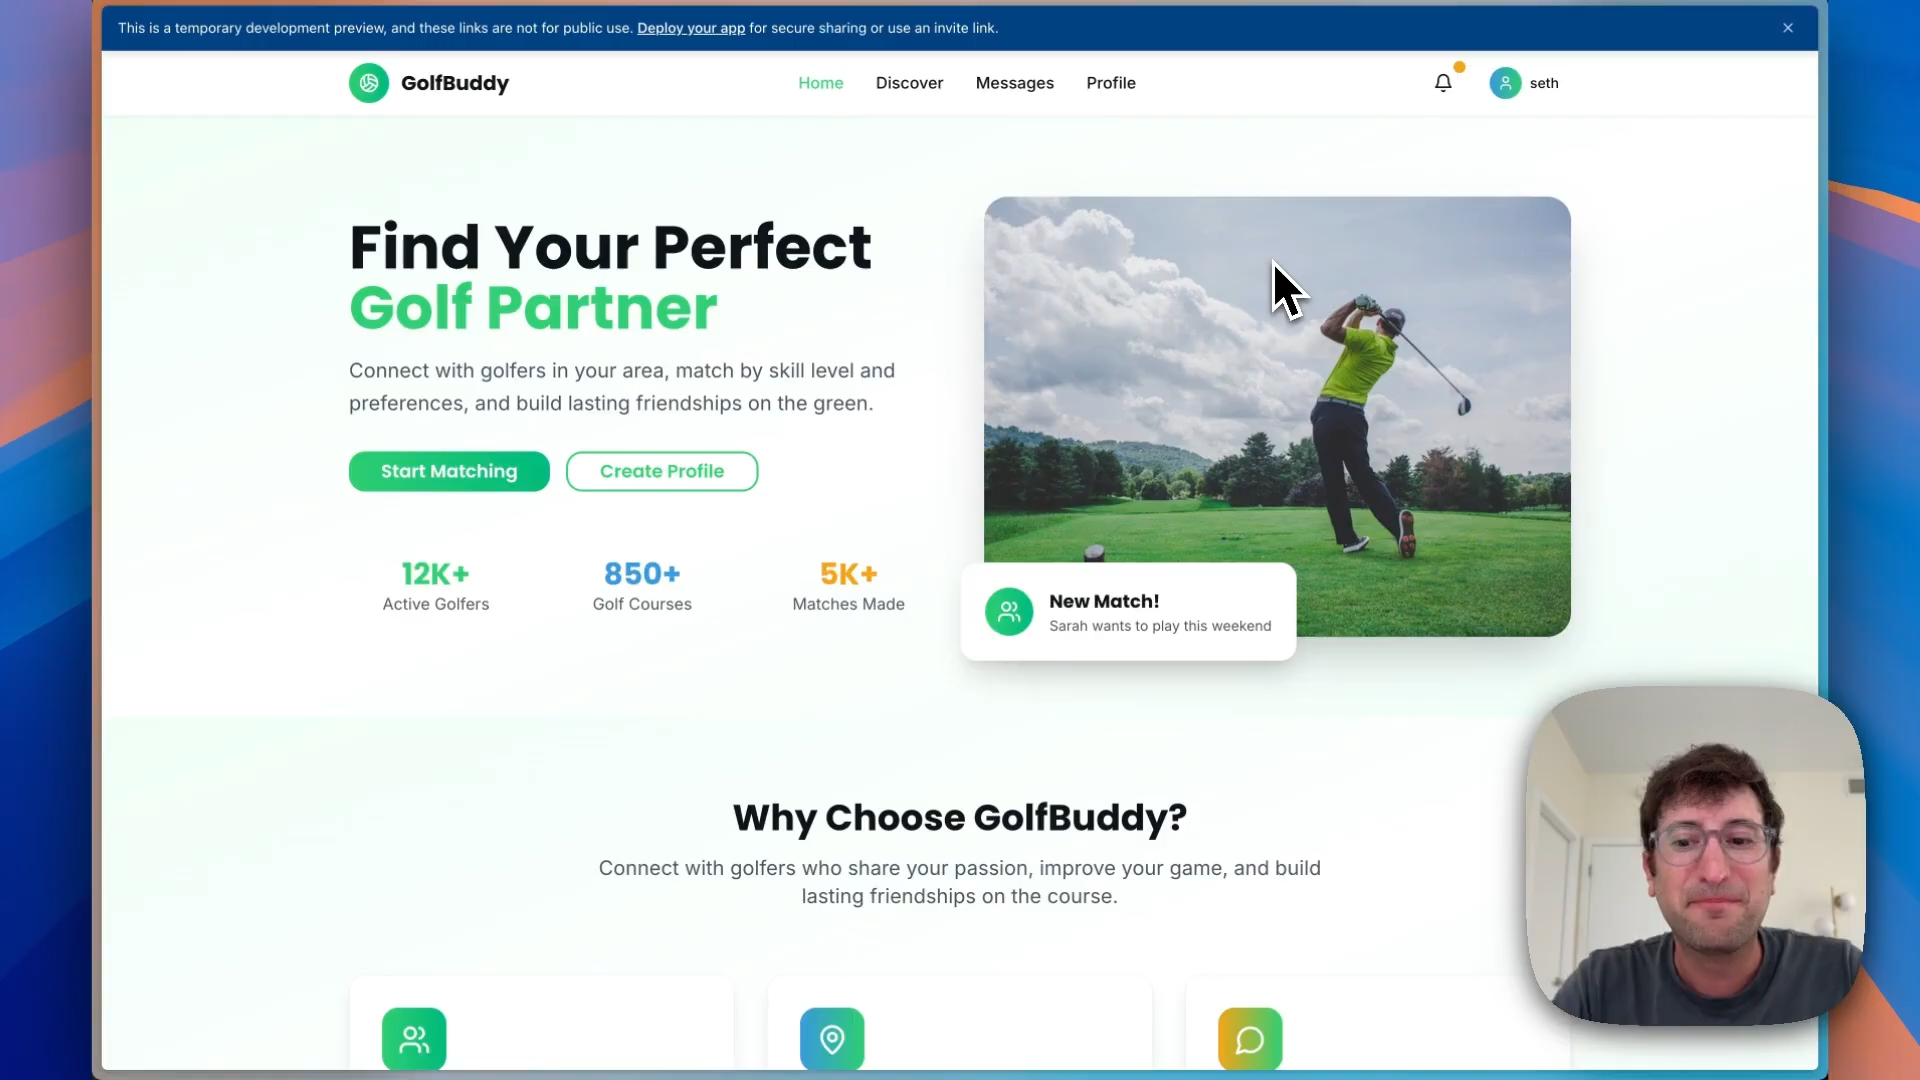 This is a temporary development preview, and these links are not for public use. Deploy your app for secure sharing or use an invite link.
GolfBuddy
Home
Discover
Messages
Profile
seth
Find Your Perfect
Golf Partner
Connect with golfers in your area, match by skill level and
preferences, and build lasting friendships on the green.
Start Matching
Create Profile
12K+
Active Golfers
850+
Golf Courses
5K+
Matches Made
New Match!
Sarah wants to play this weekend
Why Choose GolfBuddy?
Connect with golfers who share your passion, improve your game, and build
lasting friendships on the course.